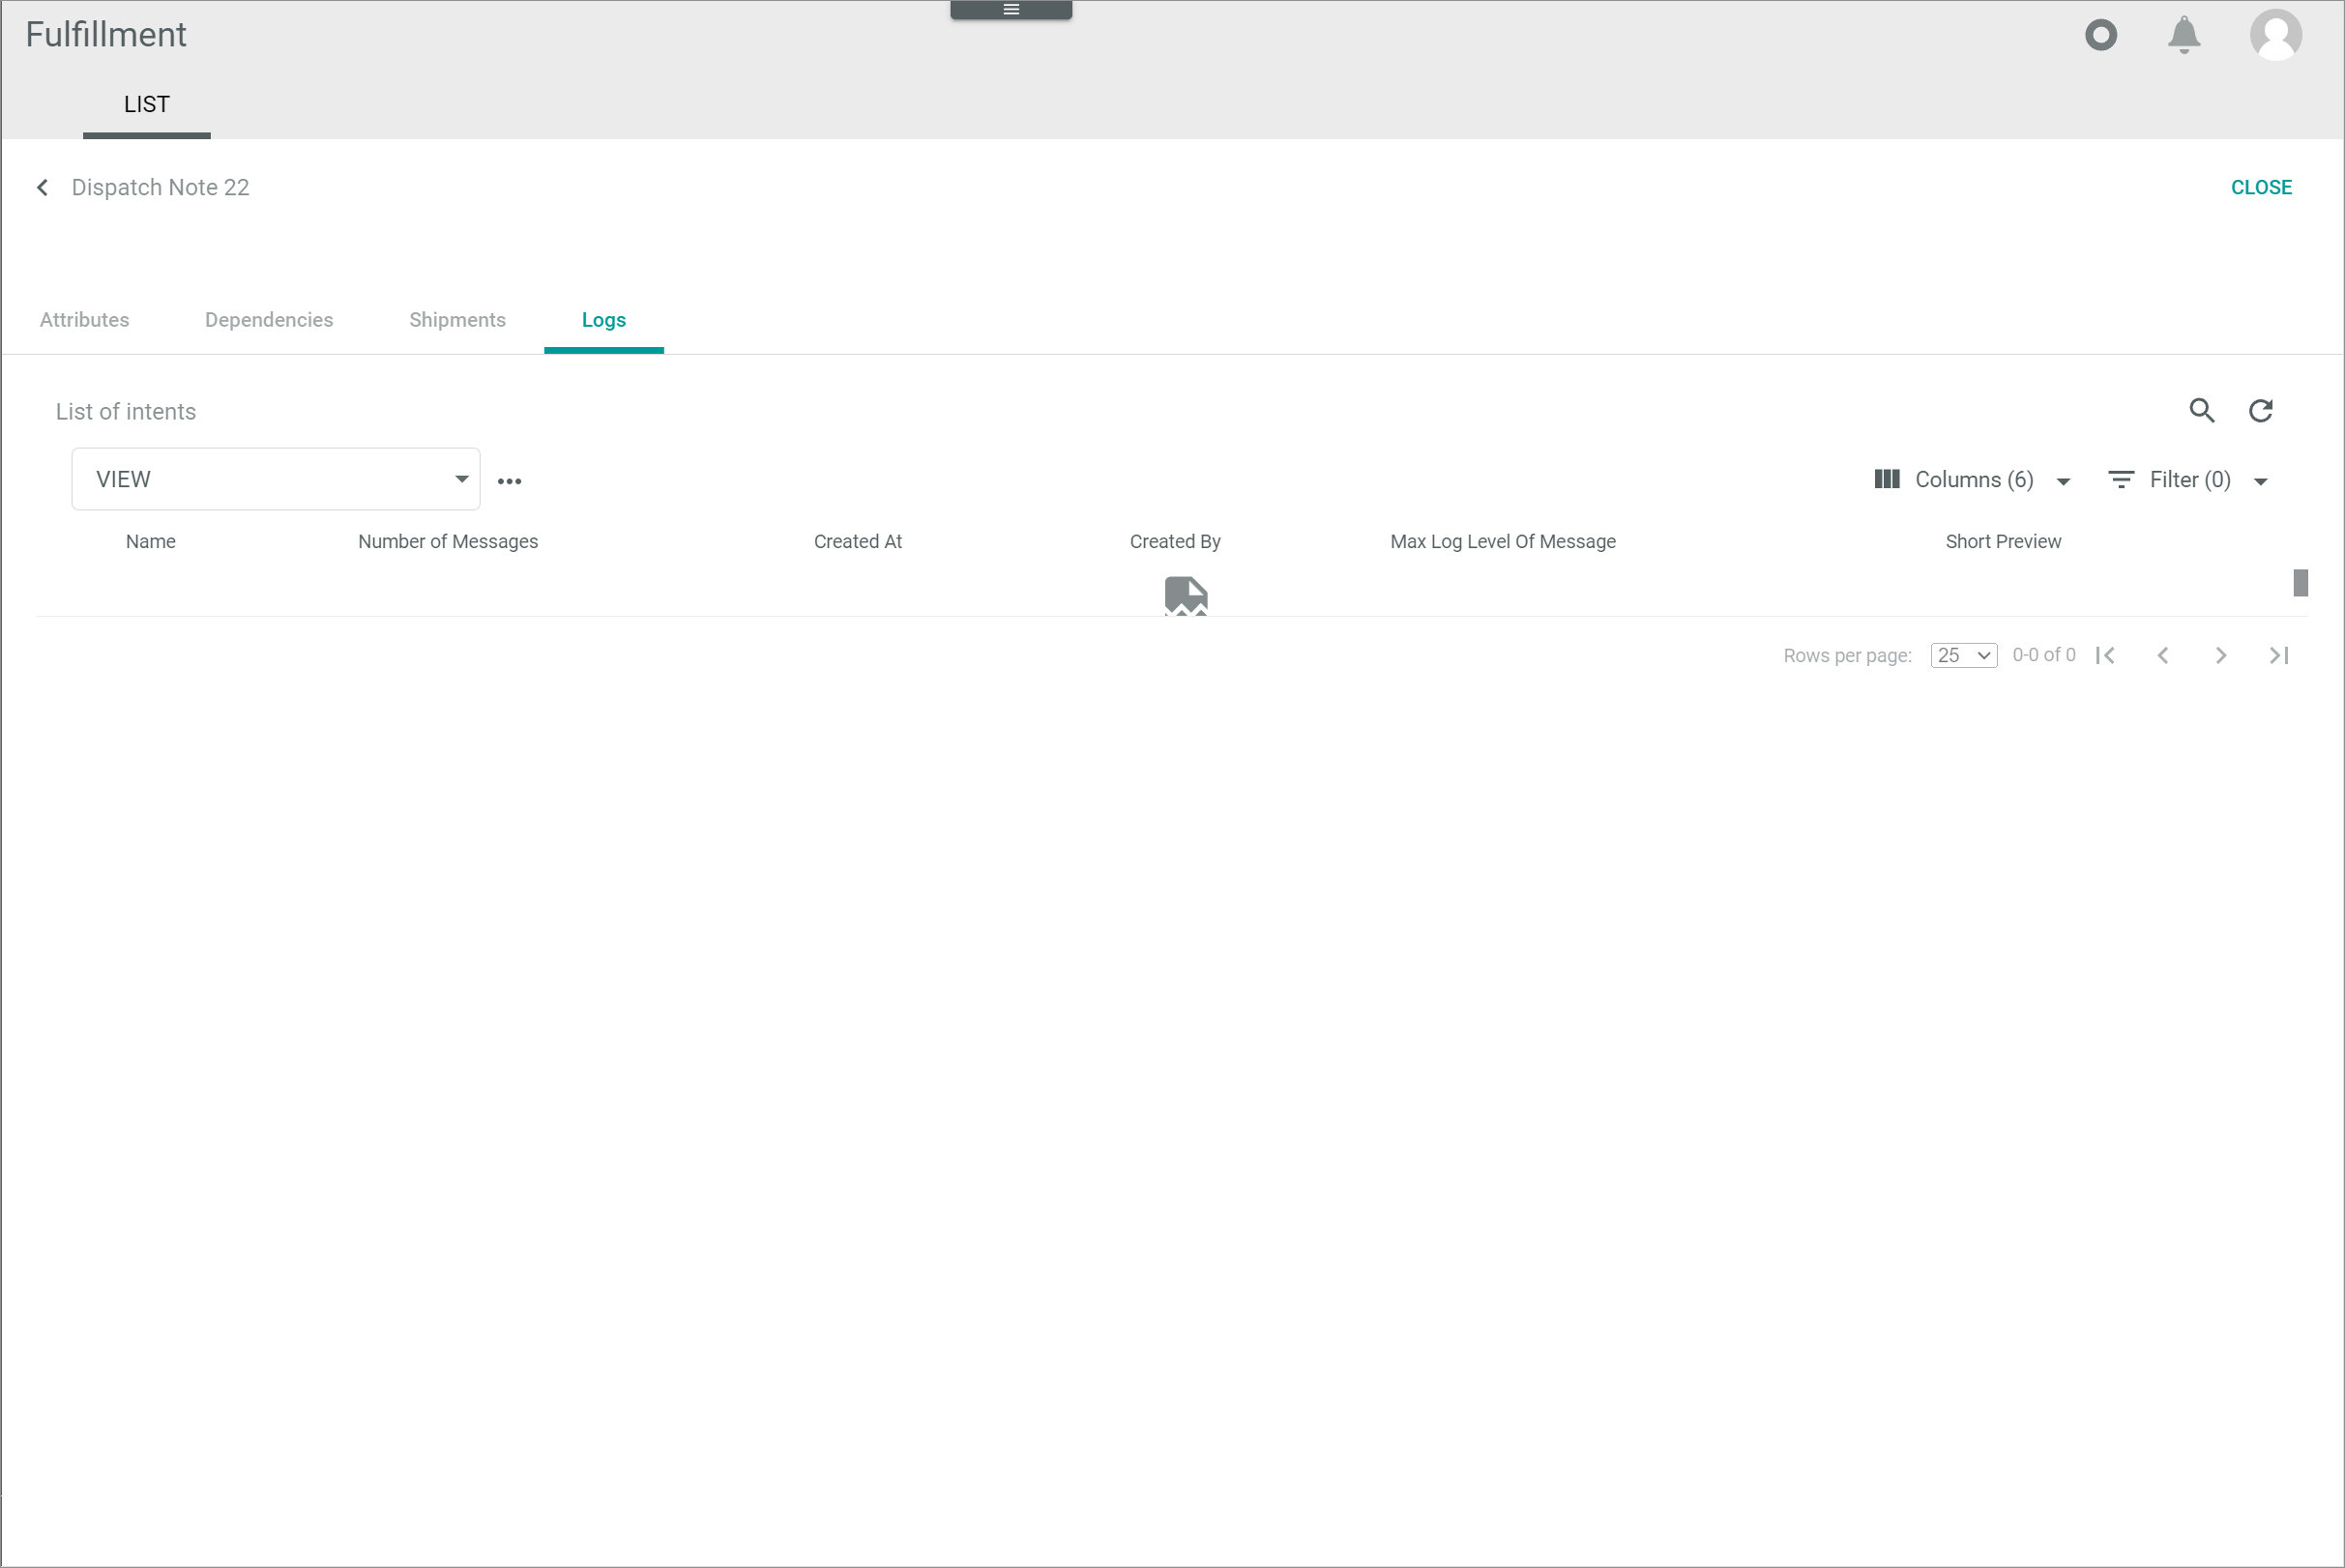 Fulfillment
LIST
Dispatch Note 22
CLOSE
Attributes Dependencies Shipments Logs
List of intents
VIEW Columns (6) Filter (0)
Name Number of Messages Created At Created By Max Log Level Of Message Short Preview
Rows per page: 25 0-0 of 0